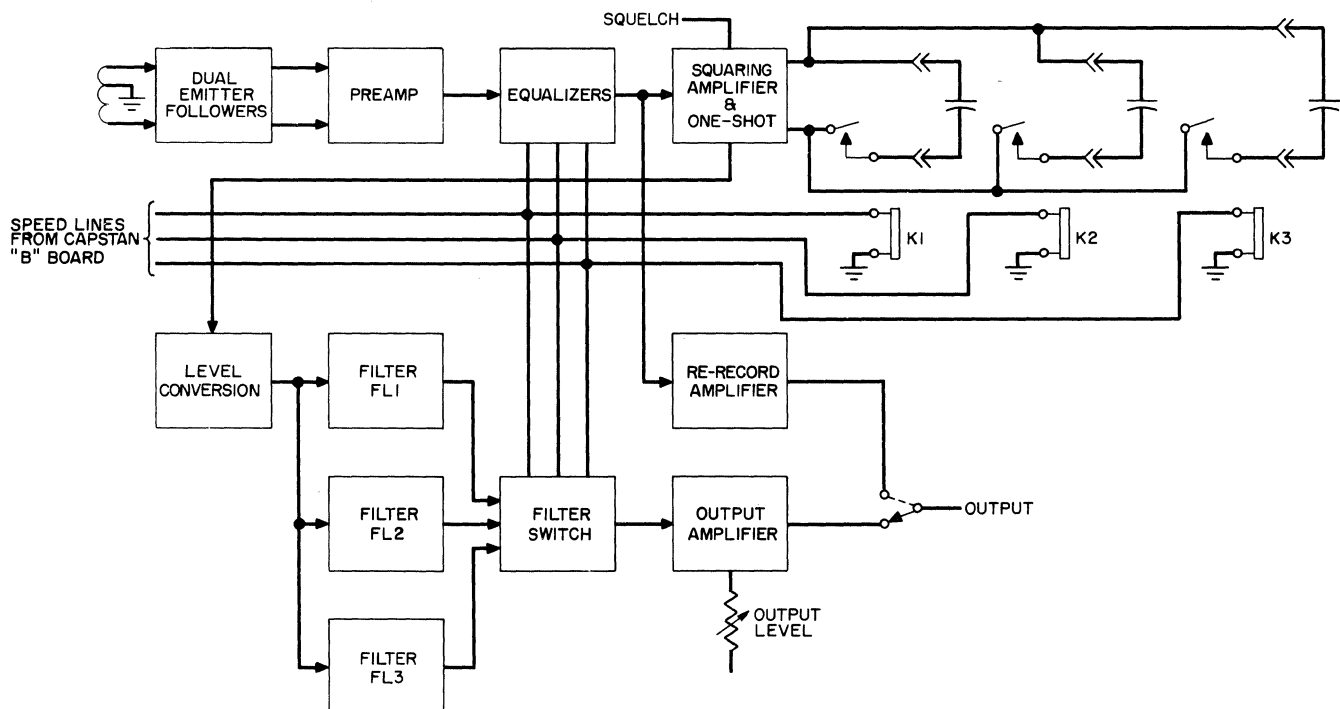 SQUELCH
DUAL
EMITTER
FOLLOWERS
PREAMP
EQUALIZERS
SQUARING
AMPLIFIER
&
ONE-SHOT
SPEED LINES
FROM CAPSTAN
"B" BOARD
K1
K2
K3
LEVEL
CONVERSION
FILTER
FL1
RE-RECORD
AMPLIFIER
FILTER
FL2
FILTER
SWITCH
OUTPUT
AMPLIFIER
OUTPUT
OUTPUT
LEVEL
FILTER
FL3